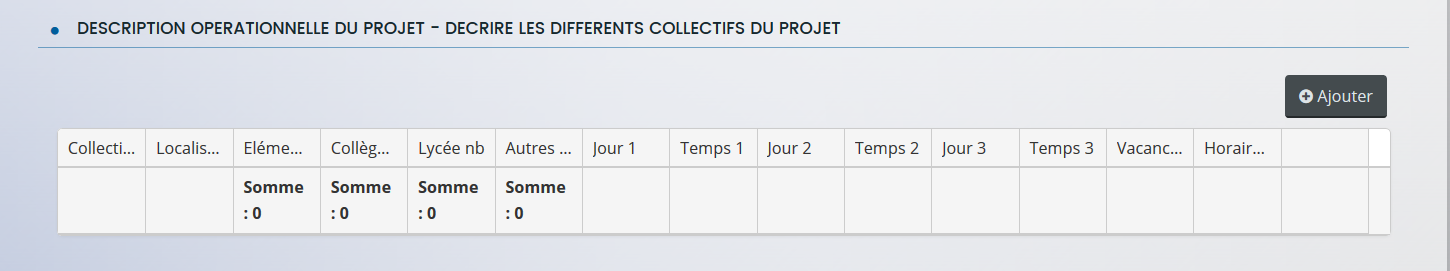 DESCRIPTION OPERATIONNELLE DU PROJET - DECRIRE LES DIFFERENTS COLLECTIFS DU PROJET
Ajouter
Collecti... Localis... Eléme... Collèg... Lycée nb Autres ... Jour 1 Temps 1 Jour 2 Temps 2 Jour 3 Temps 3 Vacanc... Horair...
Somme Somme Somme Somme
: 0 : 0 : 0 : 0